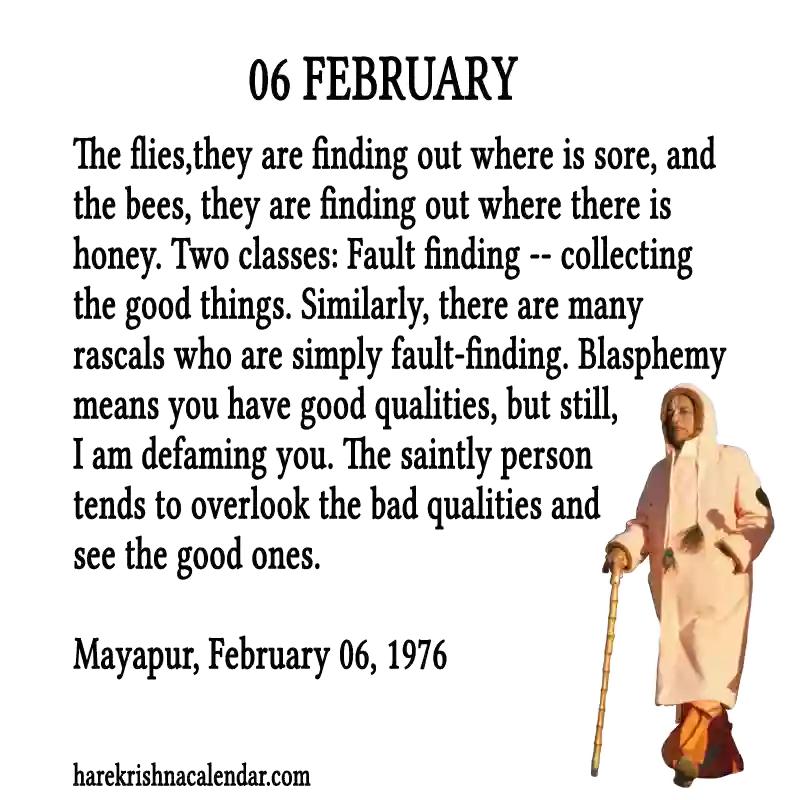 06 FEBRUARY
The flies,they are finding out where is sore, and
the bees, they are finding out where there is
honey. Two classes: Fault finding -- collecting
the good things. Similarly, there are many
rascals who are simply fault-finding. Blasphemy
means you have good qualities, but still,
I am defaming you. The saintly person
tends to overlook the bad qualities and
see the good ones.
Mayapur, February 06, 1976
harekrishnacalendar.com